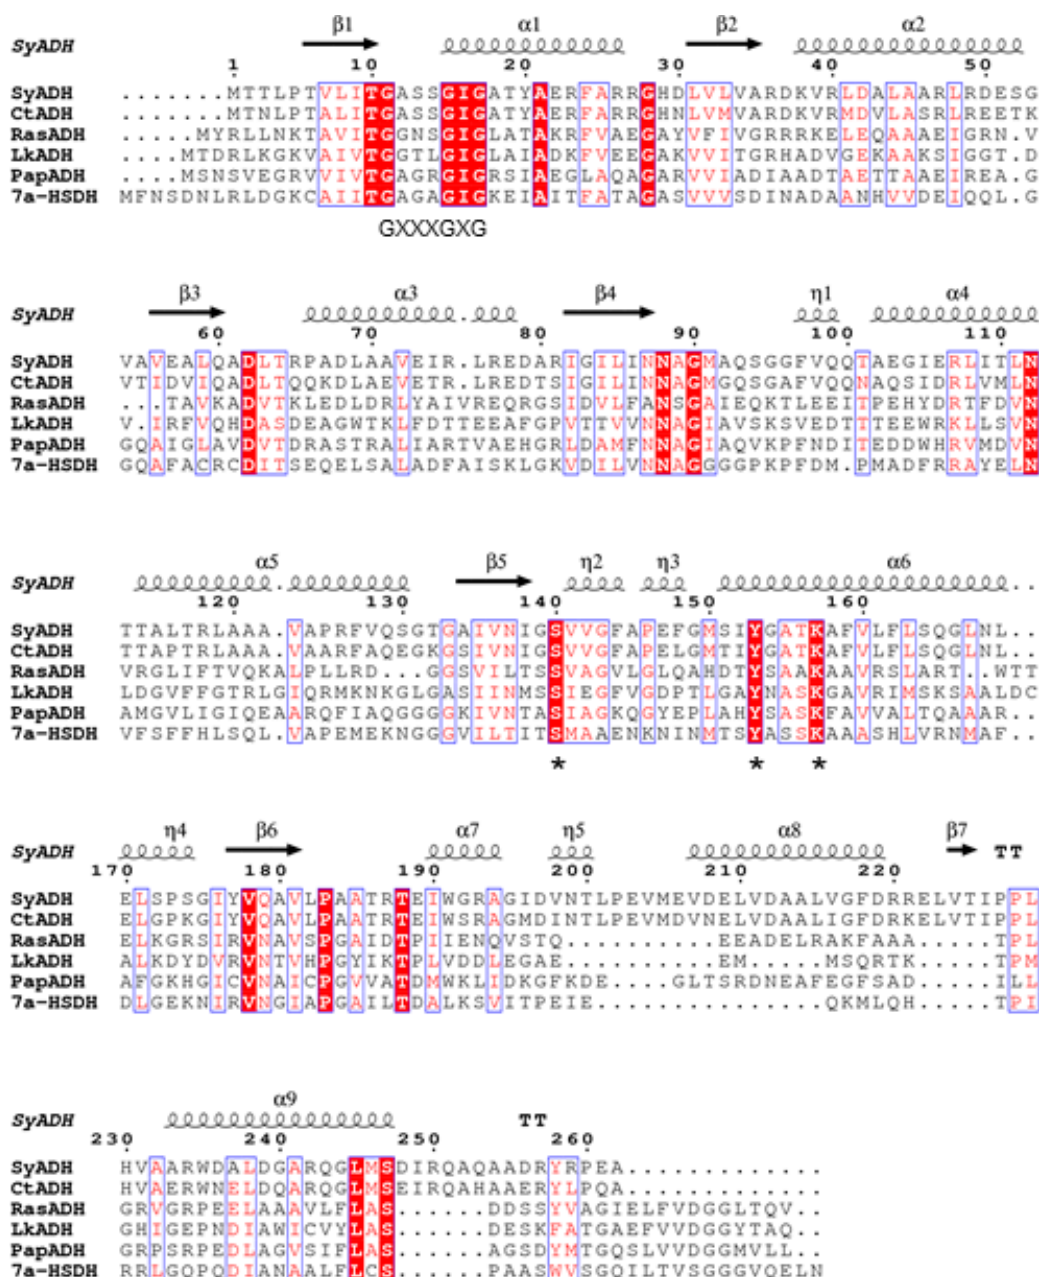 β1 α1 β2 α2
SyADH
1 10 20 30 40 50
SyADH .......MTTLPTVLITGASSGIGATYAERFARRGHDLVLVARDKVRLDALAARLRDESG
CtADH .......MTNLPTALITGASSGIGATYAERFARRGHNLVMVARDKVRMDVLASRLREETK
RasADH .....MYRLLNKTAVITGGNSGIGLATAKRFVAEGAYVFIVGRRRKELEQAAAEIGRN.V
LkADH ....MTDRLKGKVAIVTGGTLGIGLAIADKFVEEGAKVVITGRHADVGEKAAKSIGGT.D
PapADH ....MSNSVEGRVVIVTGAGRGIGRSIAEGLAQAGARVVIADIAADTAETTAAEIREA.G
7a-HSDH MFNSDNLRLDGKCAIITGAGAGIGKEIAITFATAGASVVVSDINADAANHVVDEIQQL.G
GXXXGXG
β3 α3 β4 η1 α4
SyADH
60 70 80 90 100 110
SyADH VAVEALQADLTRPADLAAVEIR.LREDARIGILINNAGMAQSGGFVQQTAEGIERLITLN
CtADH VTIDVIQADLTQQKDLAEVETR.LREDTSIGILINNAGMGQSGAFVQQNAQSIDRLVMLN
RasADH ...TAVKADVTKLEDLDRLYAIVREQRGSIDVLFANSGAIEQKTLEEITPEHYDRTFDVN
LkADH V.IRFVQHDASDEAGWTKLFDTTEEAFGPVTTVVNNAGIAVSKSVEDTTTEEWRKLLSVN
PapADH GQAIGLAVDVTDRASTRALIARTVAEHGRLDAMFNNAGIAQVKPFNDITEDDWHRVMDVN
7a-HSDH GQAFACRCDITSEQELSALADFAISKLGKVDILVNNAGGGGPKPFDM.PMADFRRAYELN
α5 β5 η2 η3 α6
SyADH
120 130 140 150 160
SyADH TTALTRLAAA.VAPRFVQSGTGAIVNIGSVVGFAPEFGMSIYGATKAFVLFLSQGLNL..
CtADH TTAPTRLAAA.VAARFAQEGKGSIVNIGSVVGFAPELGMTIYGATKAFVLFLSQGLNL..
RasADH VRGLIFTVQKALPLLRD...GGSVILTSSVAGVLGLQAHDTYSAAKAAVRSLART..WTT
LkADH LDGVFFGTRLGIQRMKNKGLGASIINMSSIEGFVGDPTLGAYNASKGAVRIMSKSAALDC
PapADH AMGVLIGIQEAARQFIAQGGGGKIVNTASIAGKQGYEPLAHYSASKFAVVALTQAAAR..
7a-HSDH VFSFFHLSQL.VAPEMEKNGGGVILTITSMAAENKNINMTSYASSKAAASHLVRNMAF..
* * *
η4 β6 α7 η5 α8 β7
SyADH TT
170 180 190 200 210 220
SyADH ELSPSGIYVQAVLPAATRTEIWGRAGIDVNTLPEVMEVDELVDAALVGFDRRELVTIPPL
CtADH ELGPKGIYVQAVLPAATRTEIWSRAGMDINTLPEVMDVNELVDAALIGFDRKELVTIPPL
RasADH ELKGRSIRVNAVSPGAIDTPIIENQVSTQ..........EEADELRAKFAAA.....TPL
LkADH ALKDYDVRVNTVHPGYIKTPLVDDLEGAE..........EM.....MSQRTK.....TPM
PapADH AFGKHGICVNAICPGVVATDMWKLIDKGFKDE.....GLTSRDNEAFEGFSAD.....ILL
7a-HSDH DLGEKNIRVNGIAPGAILTDALKSVITPEIE...............QKMLQH.....TPI
α9
SyADH TT
230 240 250 260
SyADH HVAARWDALDGARQGLMSDIRQAQAADRYRPEA.............
CtADH HVAERWNELDQARQGLMSEIRQAHAAERYLPQA.............
RasADH GRVGRPEELAAAVLFLAS......DDSSYVAGIELFVDGGLTQV..
LkADH GHIGEPNDIAWICVYLAS......DESKFATGAEFVVDGGYTAQ..
PapADH GRPSRPEDLAGVSIFLAS......AGSDYMTGQSLVVDGGMVLL..
7a-HSDH RRLGQPQDIANAALFLCS......PAASWVSGQILTVSGGGVQELN